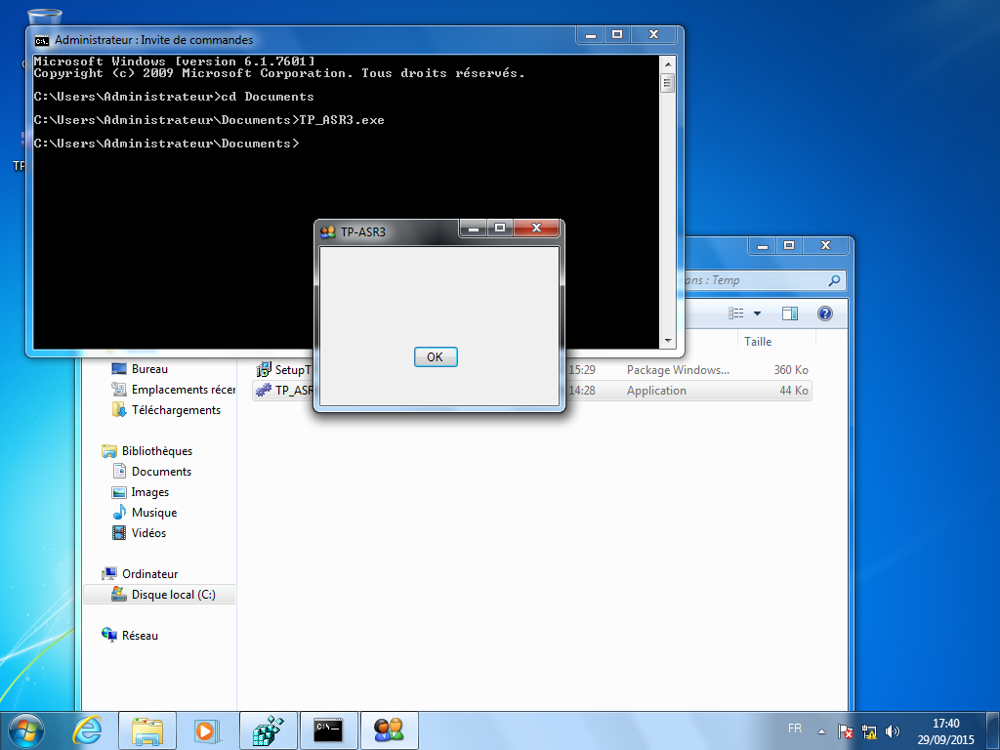 Administrateur : Invite de commandes
Microsoft Windows [version 6.1.7601]
Copyright (c) 2009 Microsoft Corporation. Tous droits réservés.
C:\Users\Administrateur>cd Documents
C:\Users\Administrateur\Documents>TP_ASR3.exe
C:\Users\Administrateur\Documents>
TP
TP-ASR3
OK
ans : Temp
Taille
Bureau
SetupT
15:29
Package Windows...
360 Ko
Emplacements récer
TP_ASR
14:28
Application
44 Ko
Téléchargements
Bibliothèques
Documents
Images
Musique
Vidéos
Ordinateur
Disque local (C:)
Réseau
C:\_
FR
17:40
29/09/2015